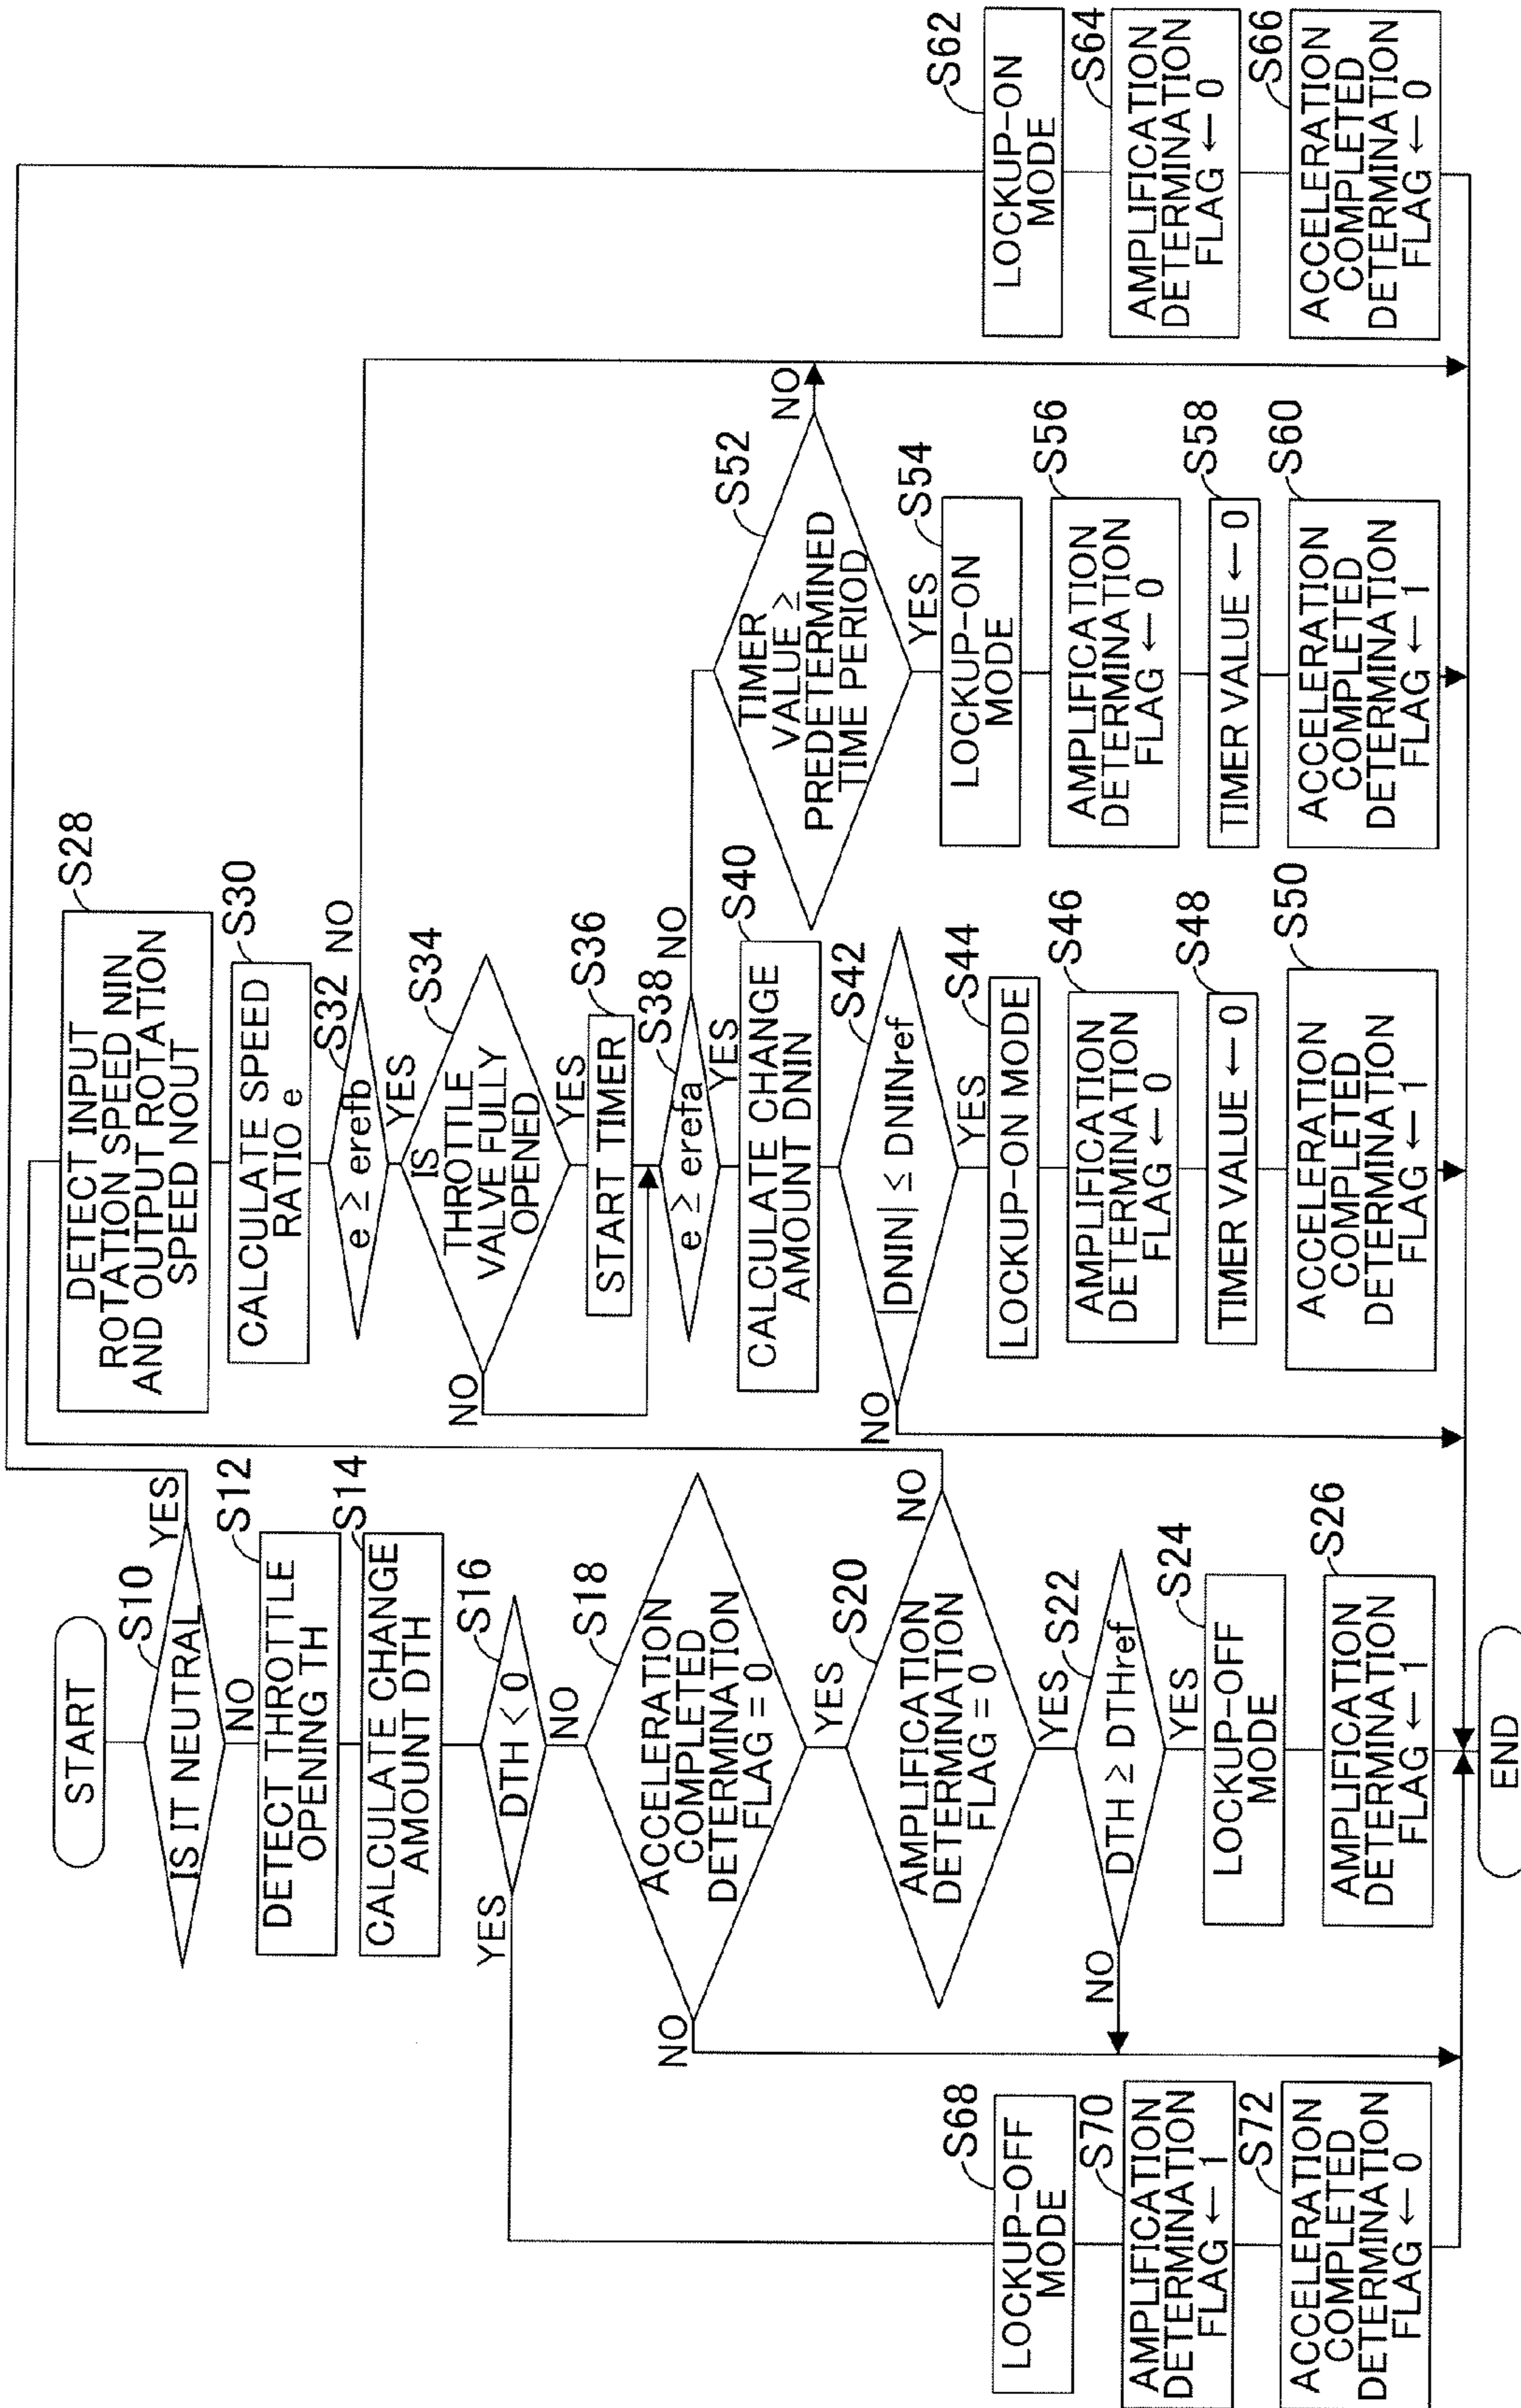 START
S10
IS IT NEUTRAL
YES
NO
S12
DETECT THROTTLE
OPENING TH
S14
CALCULATE CHANGE
AMOUNT DTH
S16
DTH < 0
YES
NO
S18
ACCELERATION
COMPLETED
DETERMINATION
FLAG = 0
NO
YES
S20
AMPLIFICATION
DETERMINATION
FLAG = 0
NO
YES
S22
DTH ≥ DTHref
NO
YES
S24
LOCKUP-OFF
MODE
S26
AMPLIFICATION
DETERMINATION
FLAG ← 1
END
S28
DETECT INPUT
ROTATION SPEED NIN
AND OUTPUT ROTATION
SPEED NOUT
S30
CALCULATE SPEED
RATIO e
S32
e ≥ erefb
NO
YES
S34
IS
THROTTLE
VALVE FULLY
OPENED
NO
YES
S36
START TIMER
S38
e ≥ erefa
NO
YES
S40
CALCULATE CHANGE
AMOUNT DNIN
S42
|DNIN| ≤ DNINref
NO
YES
S44
LOCKUP-ON MODE
S46
AMPLIFICATION
DETERMINATION
FLAG ← 0
S48
TIMER VALUE ← 0
S50
ACCELERATION
COMPLETED
DETERMINATION
FLAG ← 1
S52
TIMER
VALUE ≥
PREDETERMINED
TIME PERIOD
NO
YES
S54
LOCKUP-ON
MODE
S56
AMPLIFICATION
DETERMINATION
FLAG ← 0
S58
TIMER VALUE ← 0
S60
ACCELERATION
COMPLETED
DETERMINATION
FLAG ← 1
S62
LOCKUP-ON
MODE
S64
AMPLIFICATION
DETERMINATION
FLAG ← 0
S66
ACCELERATION
COMPLETED
DETERMINATION
FLAG ← 0
S68
LOCKUP-OFF
MODE
S70
AMPLIFICATION
DETERMINATION
FLAG ← 1
S72
ACCELERATION
COMPLETED
DETERMINATION
FLAG ← 0